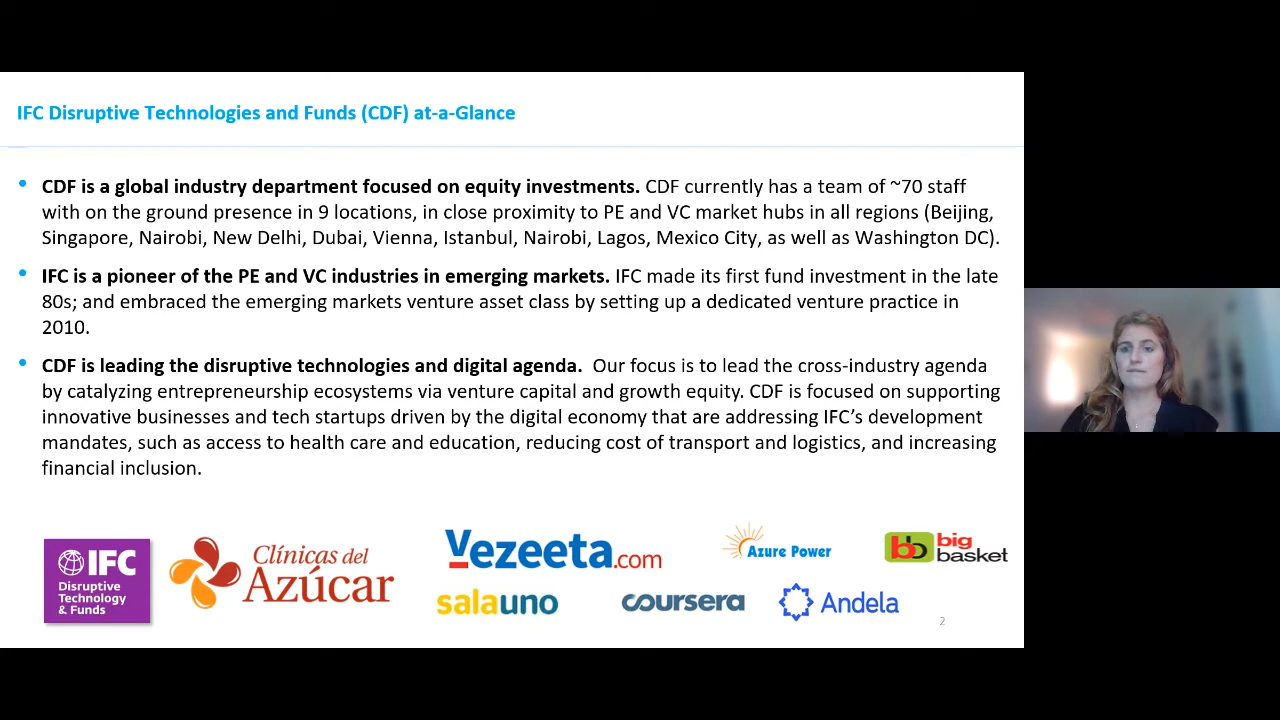 IFC Disruptive Technologies and Funds (CDF) at-a-Glance
CDF is a global industry department focused on equity investments. CDF currently has a team of ~70 staff
with on the ground presence in 9 locations, in close proximity to PE and VC market hubs in all regions (Beijing,
Singapore, Nairobi, New Delhi, Dubai, Vienna, Istanbul, Nairobi, Lagos, Mexico City, as well as Washington DC).
IFC is a pioneer of the PE and VC industries in emerging markets. IFC made its first fund investment in the late
80s; and embraced the emerging markets venture asset class by setting up a dedicated venture practice in
2010.
CDF is leading the disruptive technologies and digital agenda. Our focus is to lead the cross-industry agenda
by catalyzing entrepreneurship ecosystems via venture capital and growth equity. CDF is focused on supporting
innovative businesses and tech startups driven by the digital economy that are addressing IFC’s development
mandates, such as access to health care and education, reducing cost of transport and logistics, and increasing
financial inclusion.
IFC
Disruptive
Technology
& Funds
Clínicas del
Azúcar
Vezeeta.com
salauno
coursera
Azure Power
Andela
bb
big
basket
2